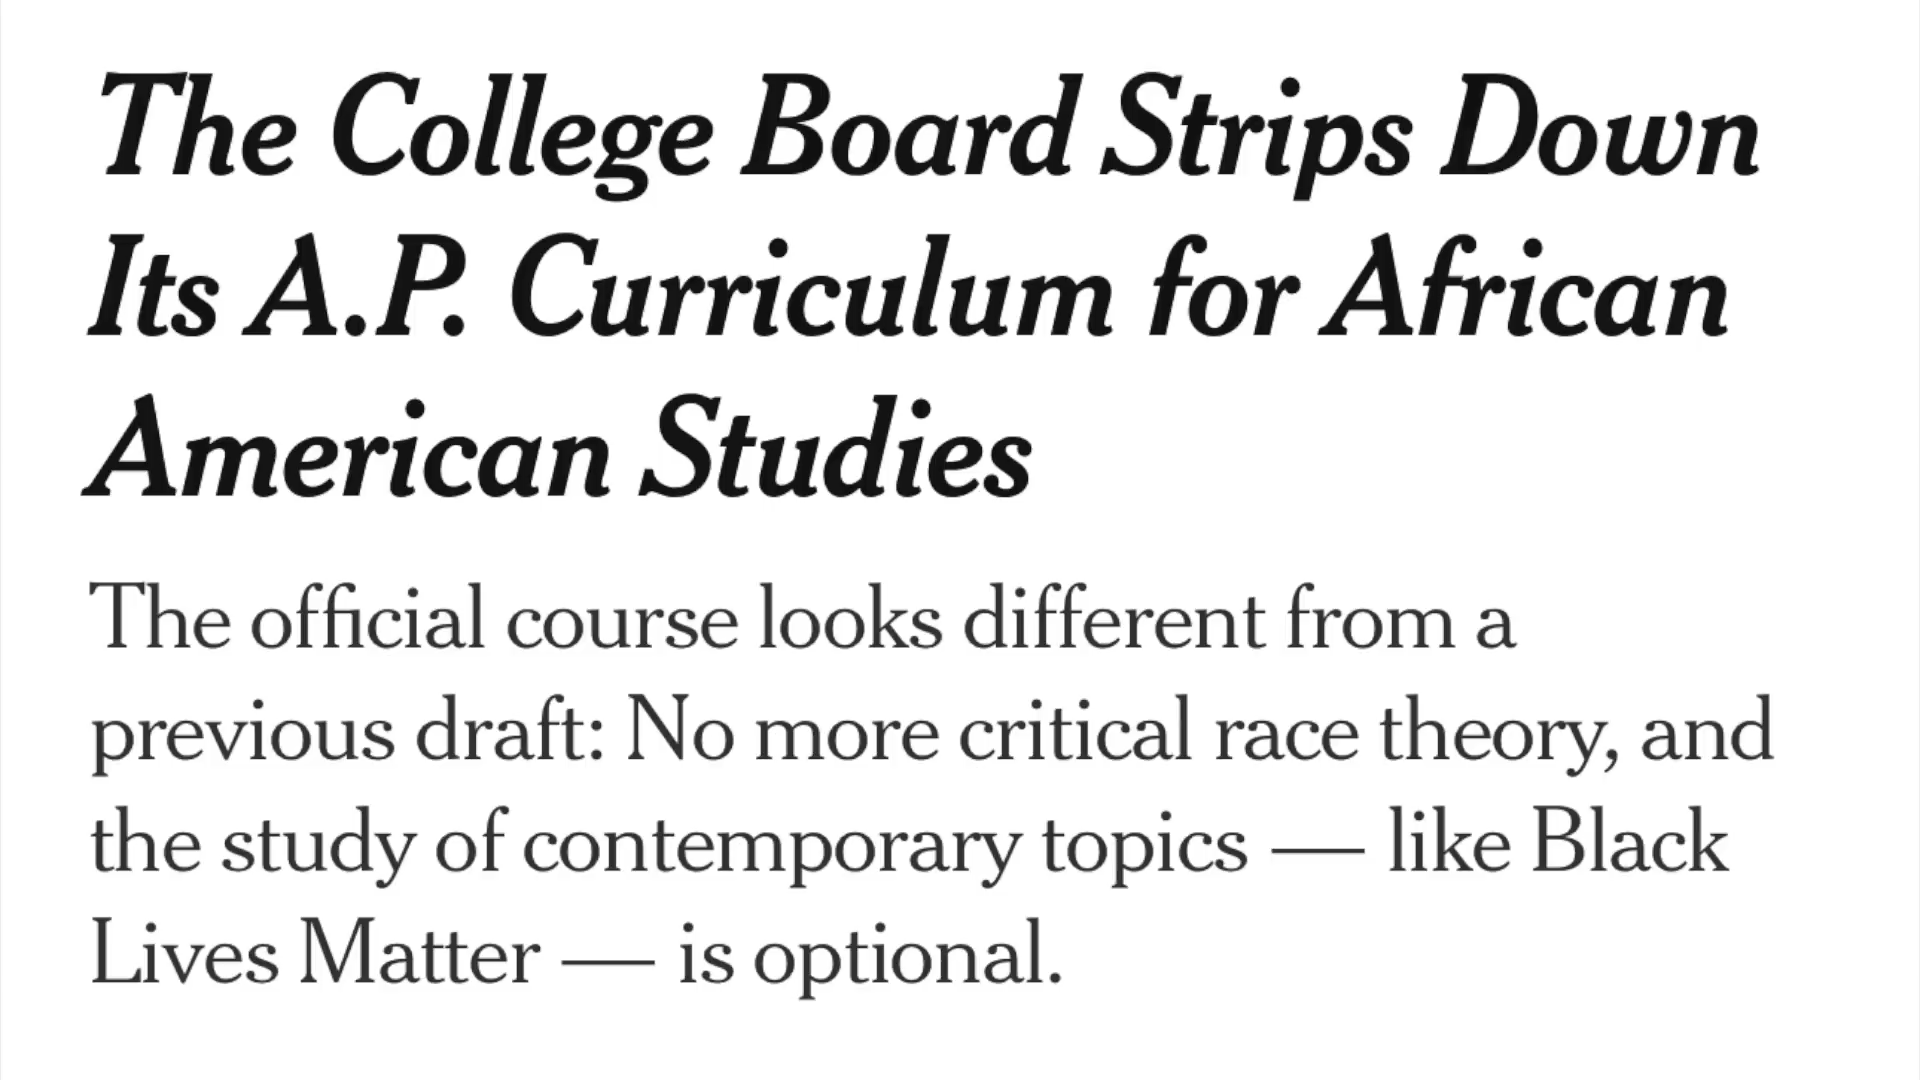 The College Board Strips Down
Its A.P. Curriculum for African
American Studies
The official course looks different from a
previous draft: No more critical race theory, and
the study of contemporary topics — like Black
Lives Matter — is optional.